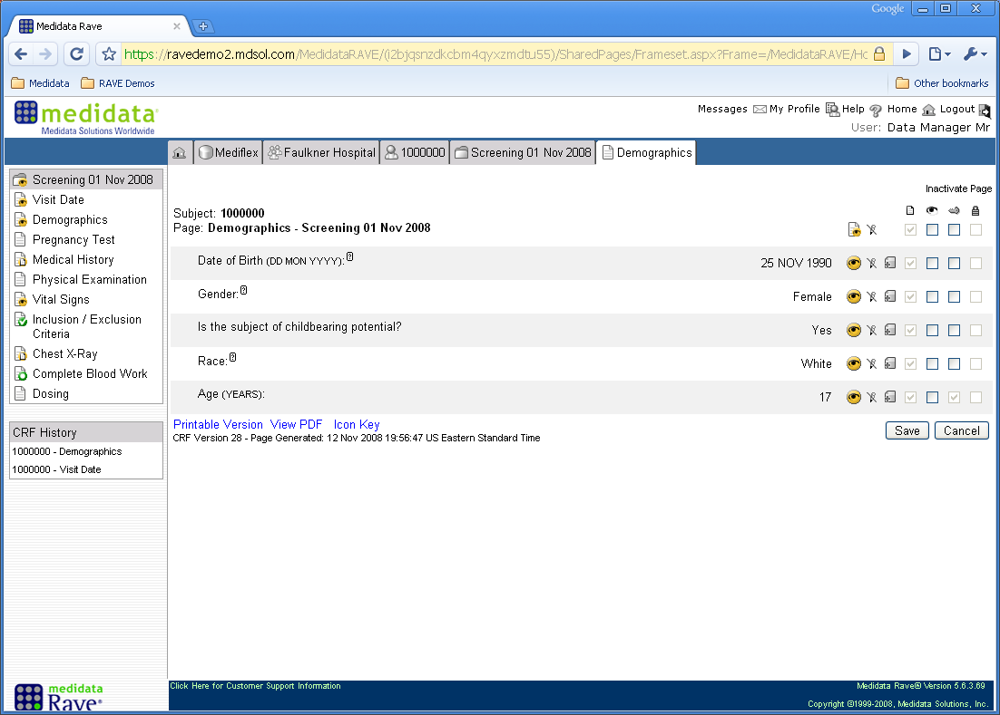 Google
Medidata Rave
https://ravedemo2.mdsol.com/MedidataRAVE/(i2bjqsnzdkcbm4qyxzmdtu55)/SharedPages/Frameset.aspx?Frame=/MedidataRAVE/Hc
Medidata RAVE Demos Other bookmarks
medidata
Medidata Solutions Worldwide
Messages My Profile Help Home Logout
User: Data Manager Mr
Mediflex Faulkner Hospital 1000000 Screening 01 Nov 2008 Demographics
Screening 01 Nov 2008
Visit Date
Demographics
Pregnancy Test
Medical History
Physical Examination
Vital Signs
Inclusion / Exclusion
Criteria
Chest X-Ray
Complete Blood Work
Dosing
CRF History
1000000 - Demographics
1000000 - Visit Date
Inactivate Page
Subject: 1000000
Page: Demographics - Screening 01 Nov 2008
Date of Birth (DD MON YYYY):? 25 NOV 1990
Gender:? Female
Is the subject of childbearing potential? Yes
Race:? White
Age (YEARS): 17
Printable Version View PDF Icon Key
CRF Version 28 - Page Generated: 12 Nov 2008 19:56:47 US Eastern Standard Time
Save Cancel
medidata
Rave
Click Here for Customer Support Information
Medidata Rave® Version 5.6.3.69
Copyright ©1999-2008, Medidata Solutions, Inc.